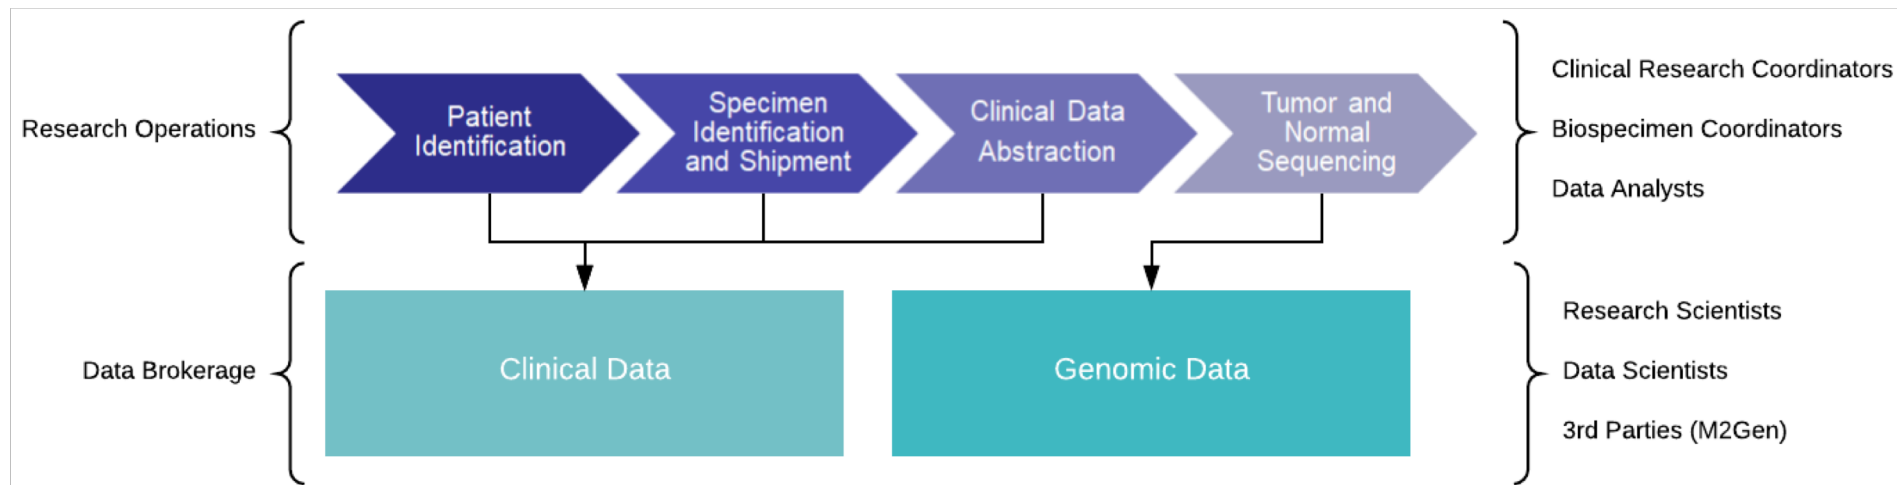 Research Operations
Patient
Identification
Specimen
Identification
and Shipment
Clinical Data
Abstraction
Tumor and
Normal
Sequencing
Clinical Research Coordinators
Biospecimen Coordinators
Data Analysts
Data Brokerage
Clinical Data
Genomic Data
Research Scientists
Data Scientists
3rd Parties (M2Gen)